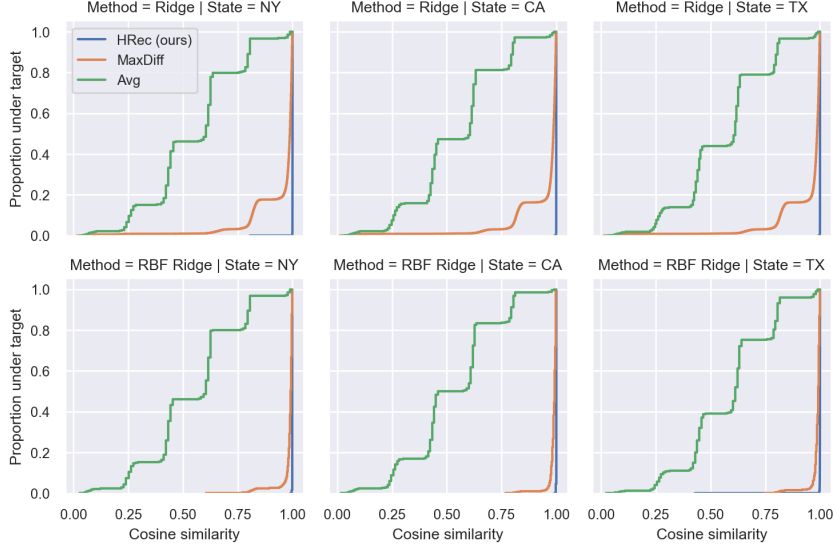 Method = Ridge | State = NY
Method = Ridge | State = CA
Method = Ridge | State = TX
HRec (ours)
MaxDiff
Avg
Proportion under target
1.0
0.8
0.6
0.4
0.2
0.0
Method = RBF Ridge | State = NY
Method = RBF Ridge | State = CA
Method = RBF Ridge | State = TX
Proportion under target
1.0
0.8
0.6
0.4
0.2
0.0
0.00 0.25 0.50 0.75 1.00
0.00 0.25 0.50 0.75 1.00
0.00 0.25 0.50 0.75 1.00
Cosine similarity
Cosine similarity
Cosine similarity